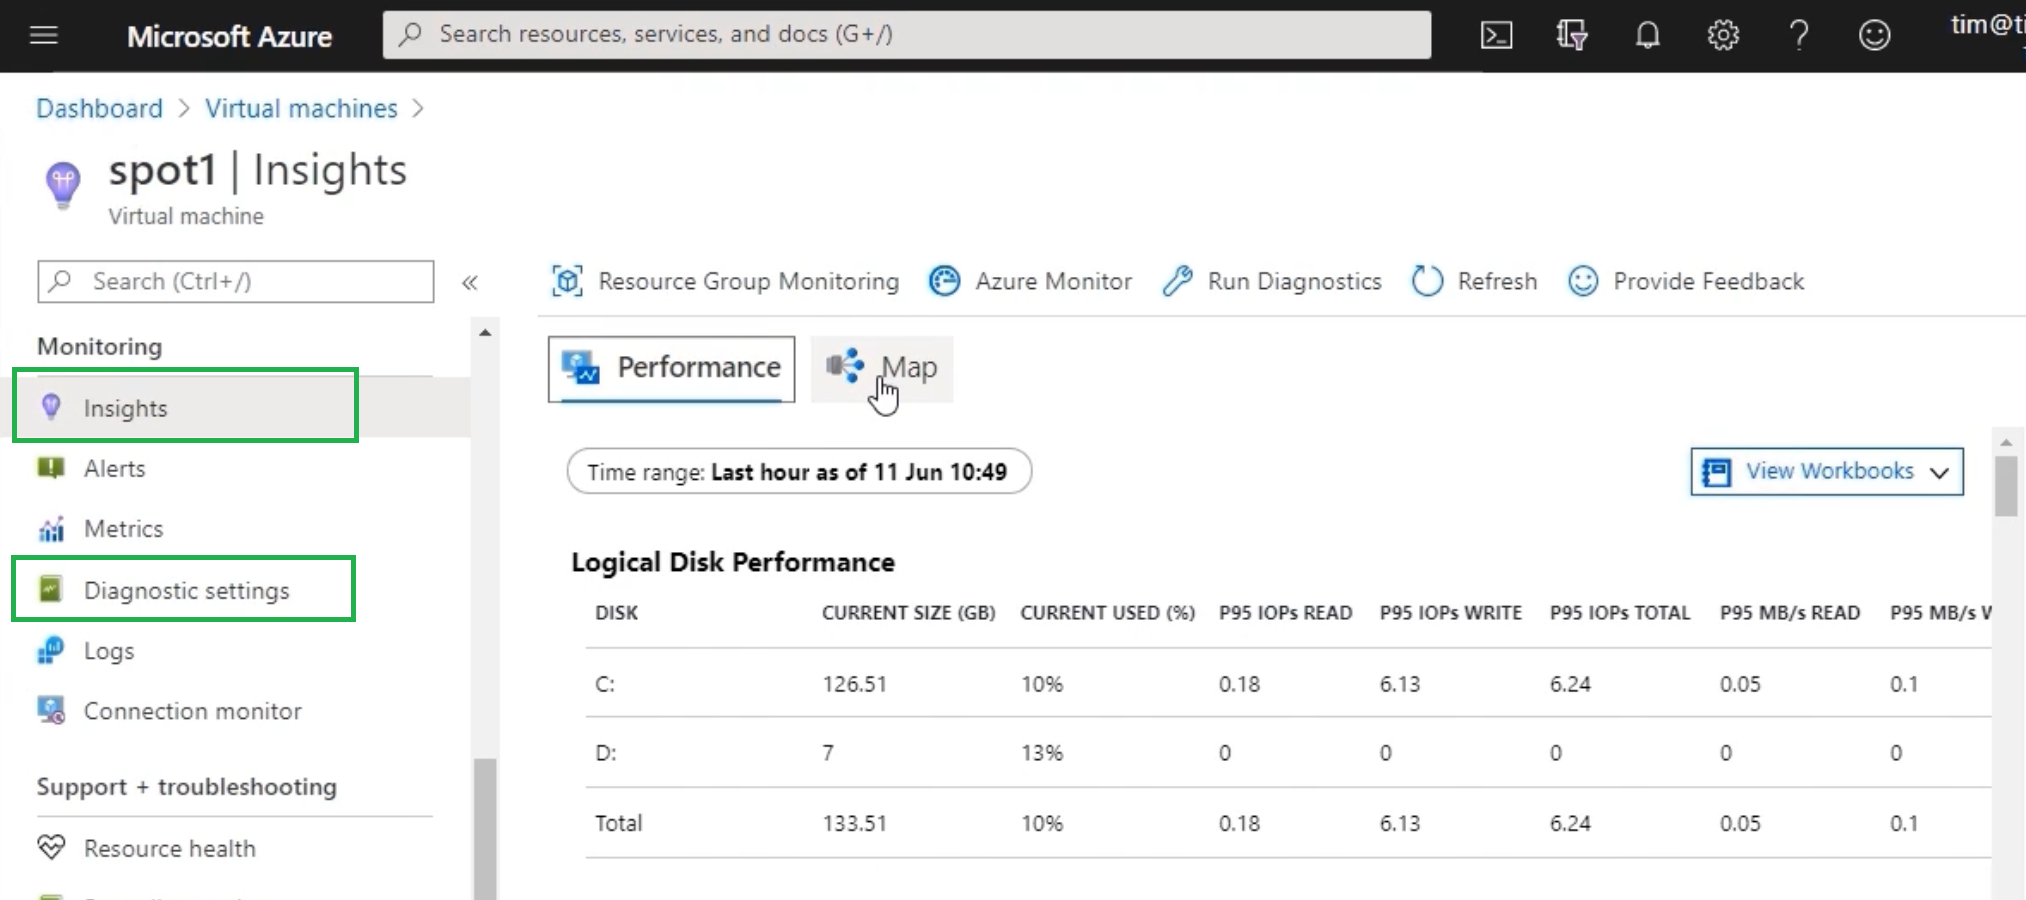 Microsoft Azure
Search resources, services, and docs (G+/)
tim@ti
Dashboard > Virtual machines >
spot1 | Insights
Virtual machine
Search (Ctrl+/)
«
Resource Group Monitoring
Azure Monitor
Run Diagnostics
Refresh
Provide Feedback
Monitoring
Insights
Alerts
Metrics
Diagnostic settings
Logs
Connection monitor
Support + troubleshooting
Resource health
Performance
Map
Time range: Last hour as of 11 Jun 10:49
View Workbooks
Logical Disk Performance
DISK CURRENT SIZE (GB) CURRENT USED (%) P95 IOPs READ P95 IOPs WRITE P95 IOPs TOTAL P95 MB/s READ P95 MB/s W
C: 126.51 10% 0.18 6.13 6.24 0.05 0.1
D: 7 13% 0 0 0 0 0
Total 133.51 10% 0.18 6.13 6.24 0.05 0.1